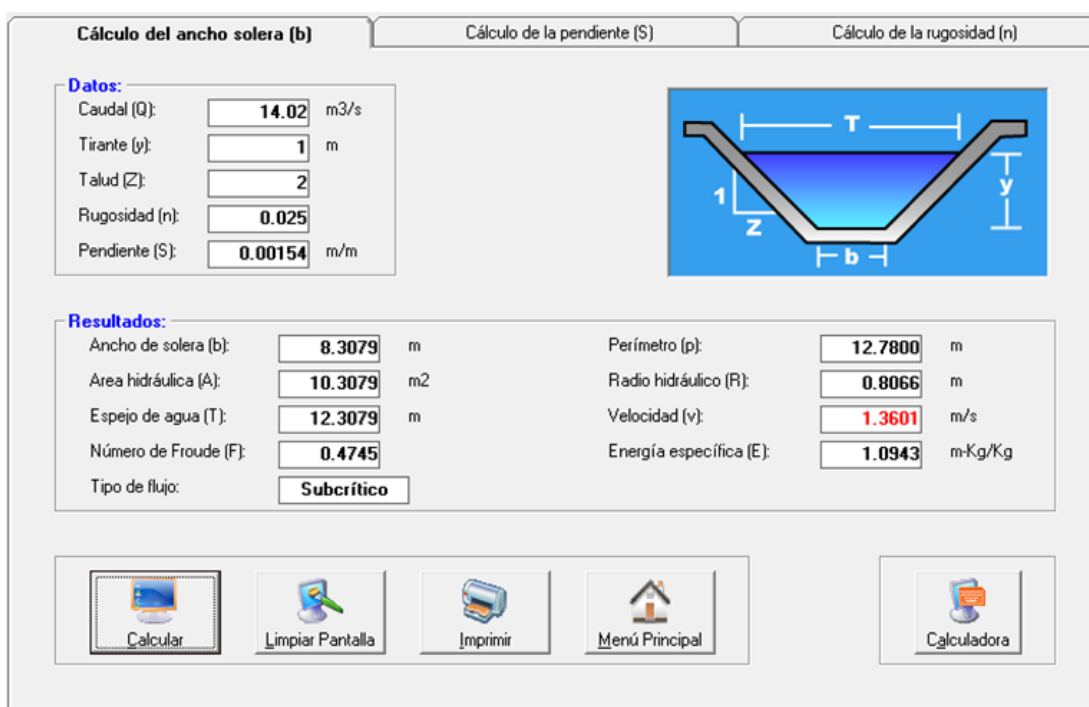 Cálculo del ancho solera (b)
Cálculo de la pendiente (S)
Cálculo de la rugosidad (n)
Datos:
Caudal (Q): 14.02 m3/s
Tirante (y): 1 m
Talud (Z): 2
Rugosidad (n): 0.025
Pendiente (S): 0.00154 m/m
T
y
1
Z
b
Resultados:
Ancho de solera (b): 8.3079 m
Area hidráulica (A): 10.3079 m2
Espejo de agua (T): 12.3079 m
Número de Froude (F): 0.4745
Tipo de flujo: Subcrítico
Perímetro (p): 12.7800 m
Radio hidráulico (R): 0.8066 m
Velocidad (v): 1.3601 m/s
Energía específica (E): 1.0943 m-Kg/Kg
Calcular
Limpiar Pantalla
Imprimir
Menú Principal
Calculadora